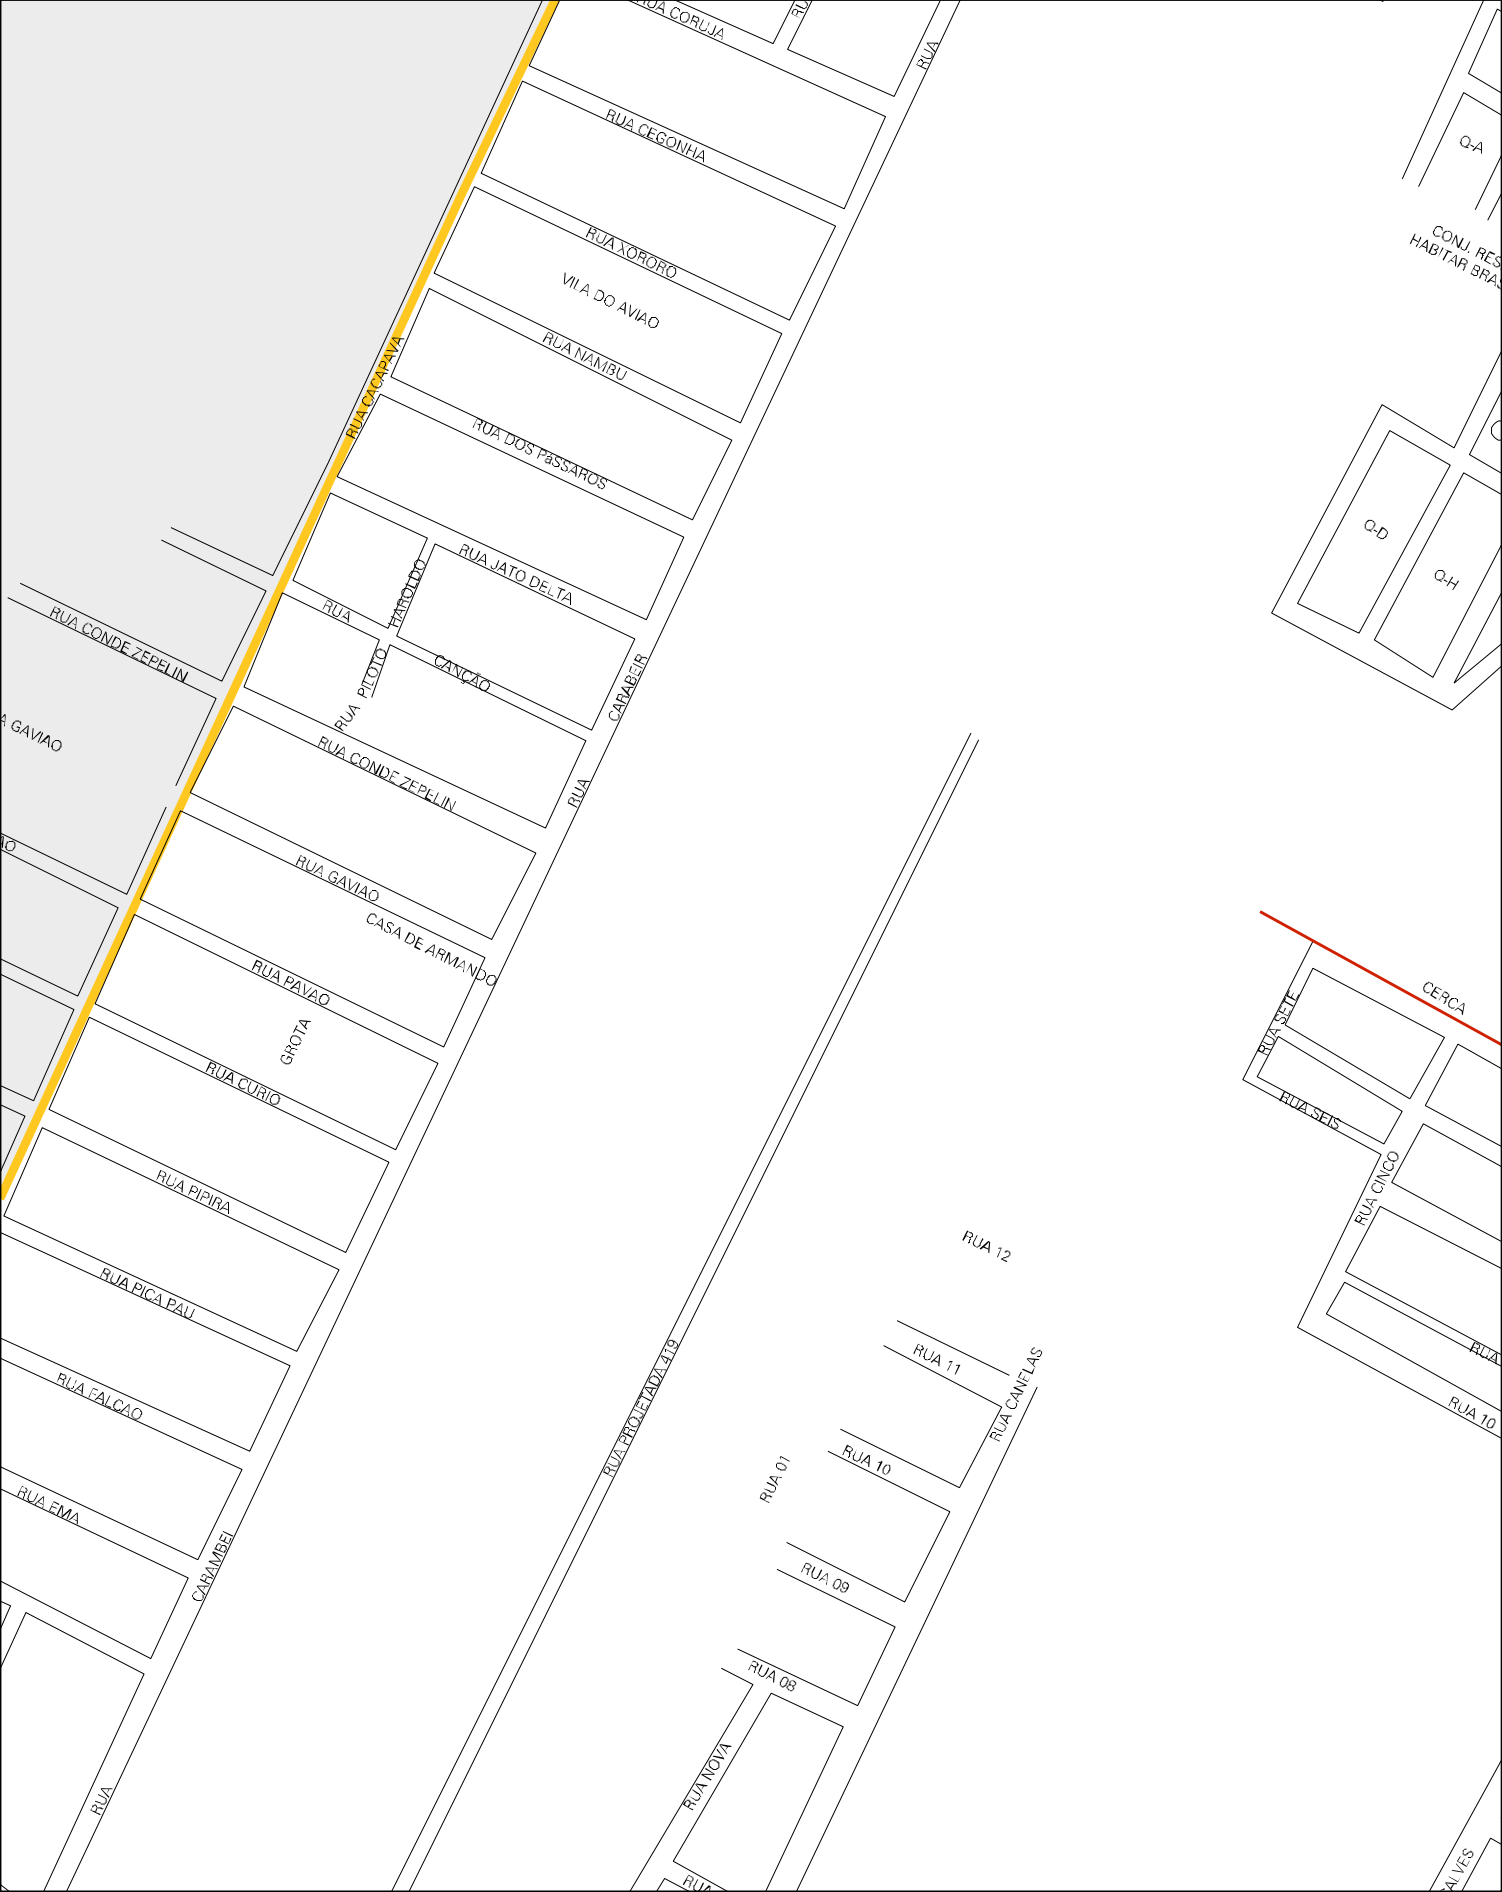 RUA CORUJA
RUA
RUA CEGONHA
Q-A
RUA XORORO
CONJ. RES
HABITAR BRAS
VILA DO AVIAO
RUA NAMBU
RUA CACAPAVA
RUA DOS PaSSAROS
Q-D
RUA JATO DELTA
Q-H
HAROLDO
RUA
RUA CONDE ZEPELIN
CANÇÃO
CARABEIR
RUA PILOTO
A GAVIAO
RUA CONDE ZEPELIN
RUA
AO
RUA GAVIAO
CASA DE ARMANDO
RUA PAVAO
CERCA
RUA SETE
GROTA
RUA CURIO
RUA SEIS
RUA PIPIRA
RUA CINCO
RUA 12
RUA PICA PAU
RUA 11
RUA
RUA CANELAS
RUA FALCAO
RUA PROJETADA 419
RUA 10
RUA 10
RUA 01
RUA EMA
CARAMBEI
RUA 09
RUA 08
RUA NOVA
RUA
ALVES
RUA